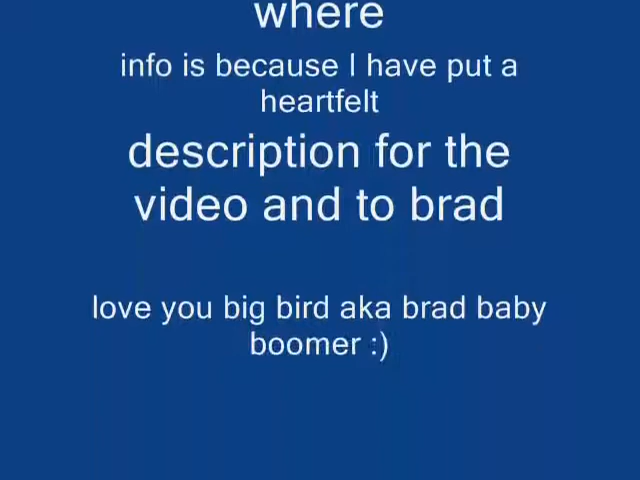 where
info is because I have put a
heartfelt
description for the
video and to brad
love you big bird aka brad baby
boomer :)